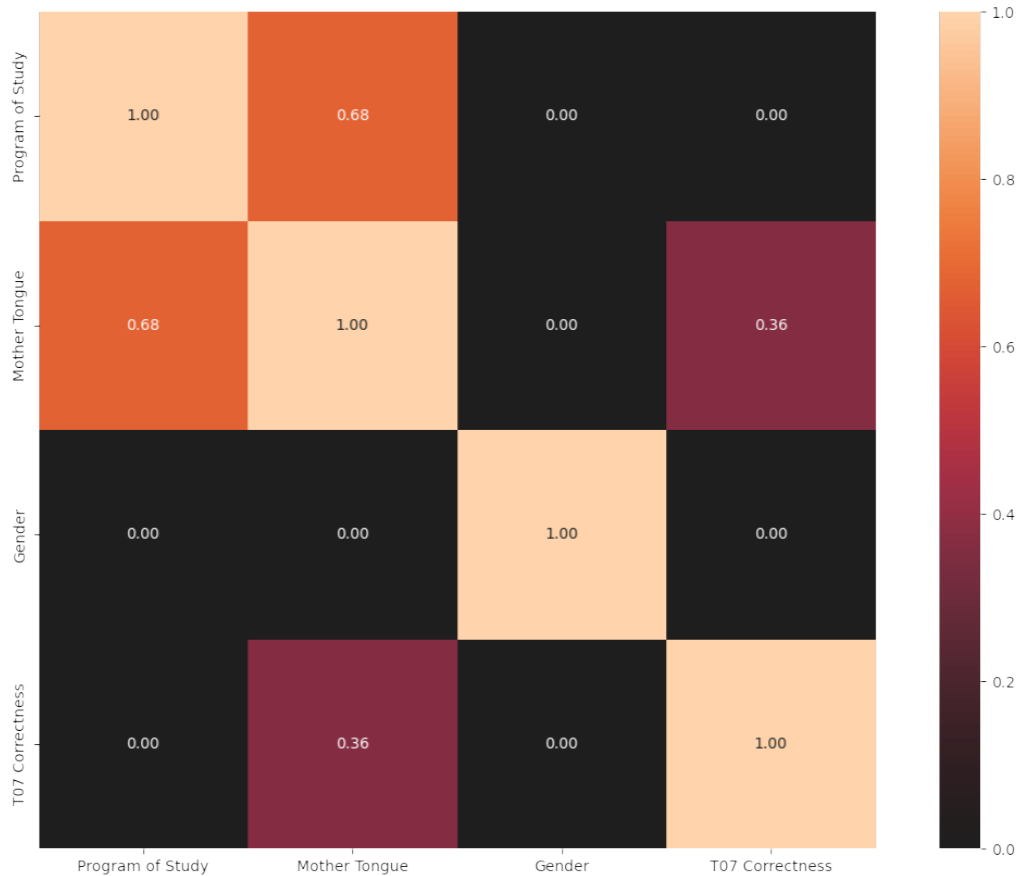 1.0
Program of Study
1.00 0.68 0.00 0.00
0.8
Mother Tongue
0.68 1.00 0.00 0.36
0.6
Gender
0.00 0.00 1.00 0.00
0.4
T07 Correctness
0.00 0.36 0.00 1.00
0.2
0.0
Program of Study Mother Tongue Gender T07 Correctness